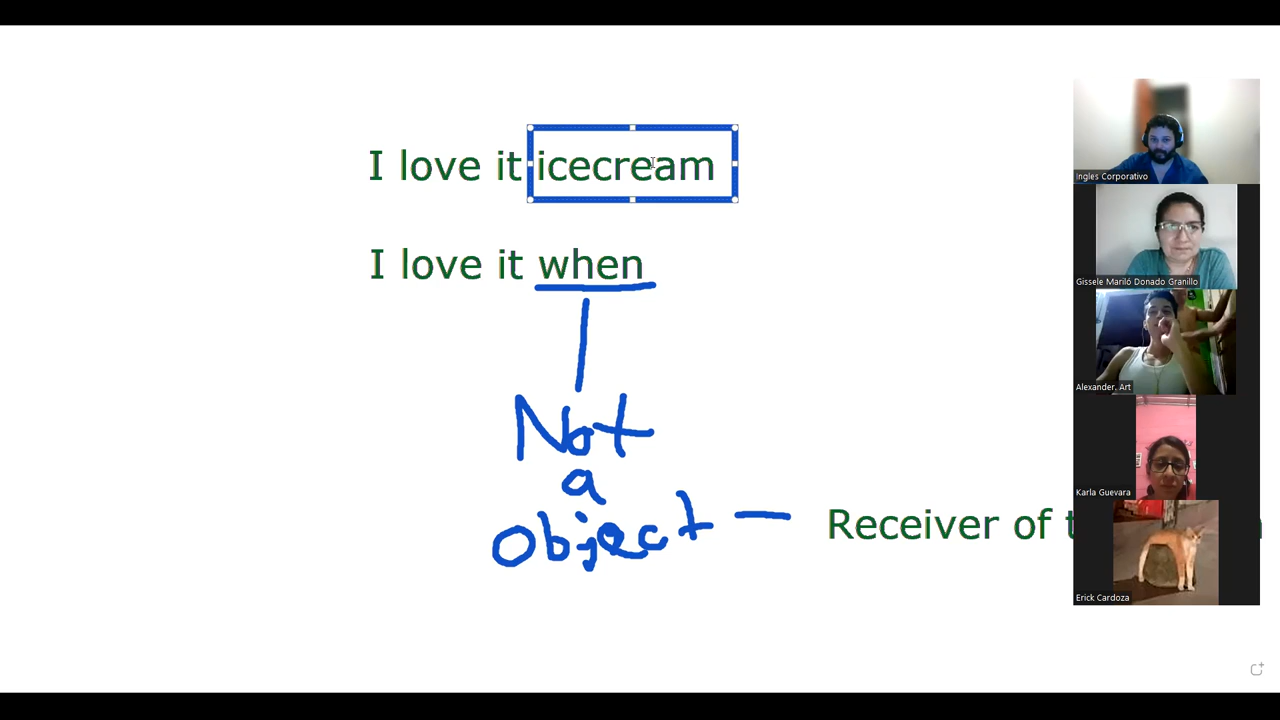 I love it icecream
I love it when
Not
a
object
Receiver of
Ingles Corporativo
Gissele Mariló Donado Granillo
Alexander. Art
Karla Guevara
Erick Cardoza